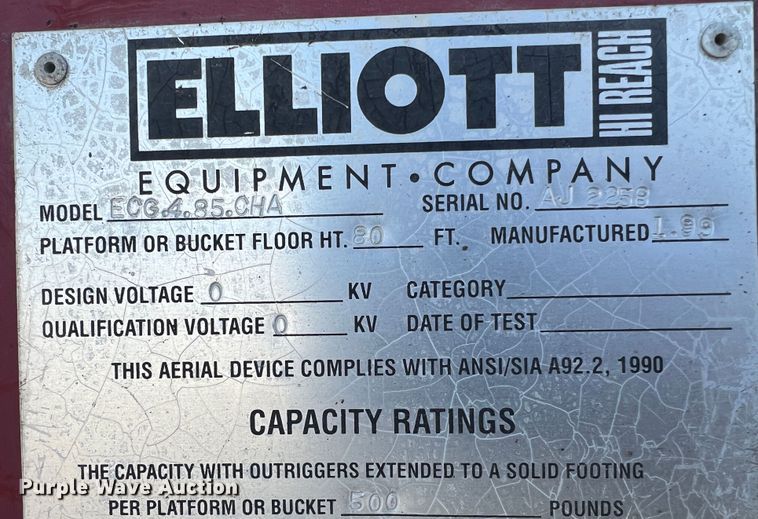 ELLIOTT HI REACH
EQUIPMENT • COMPANY
MODEL ECG.4.85.CHA SERIAL NO. AJ 2258
PLATFORM OR BUCKET FLOOR HT. 80 FT. MANUFACTURED 1.99
DESIGN VOLTAGE 0 KV CATEGORY
QUALIFICATION VOLTAGE 0 KV DATE OF TEST
THIS AERIAL DEVICE COMPLIES WITH ANSI/SIA A92.2, 1990
CAPACITY RATINGS
THE CAPACITY WITH OUTRIGGERS EXTENDED TO A SOLID FOOTING
PER PLATFORM OR BUCKET 500 POUNDS
Purple Wave Auction